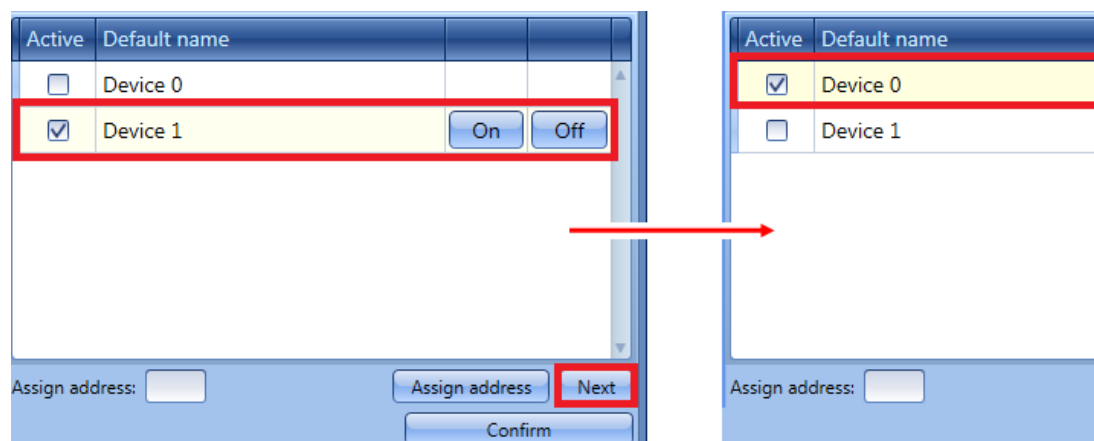 Active Default name
Device 0
Device 1 On Off
Assign address: Assign address Next
Confirm
Active Default name
Device 0
Device 1
Assign address: